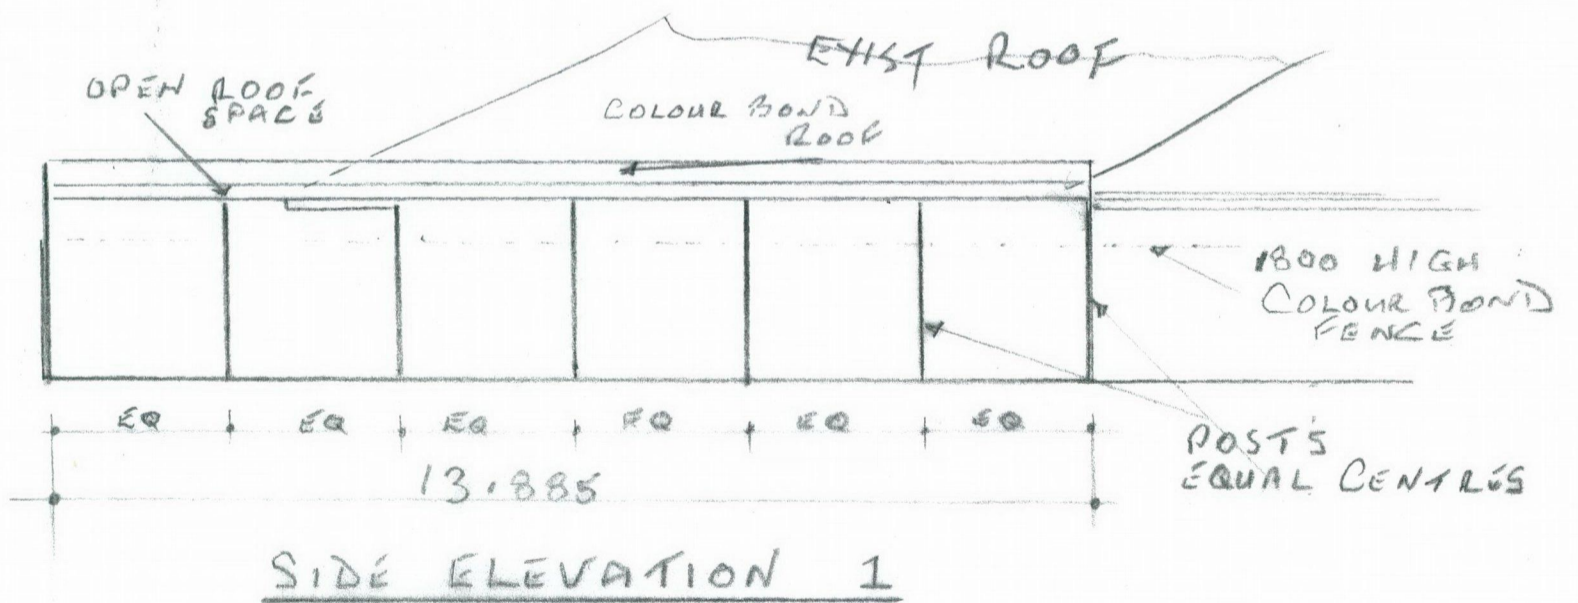 EXIST ROOF
OPEN ROOF
SPACE
COLOUR BOND
ROOF
1800 HIGH
COLOUR BOND
FENCE
EQ EQ EQ EQ EQ EQ
POST'S
EQUAL CENTRES
13.885
SIDE ELEVATION 1